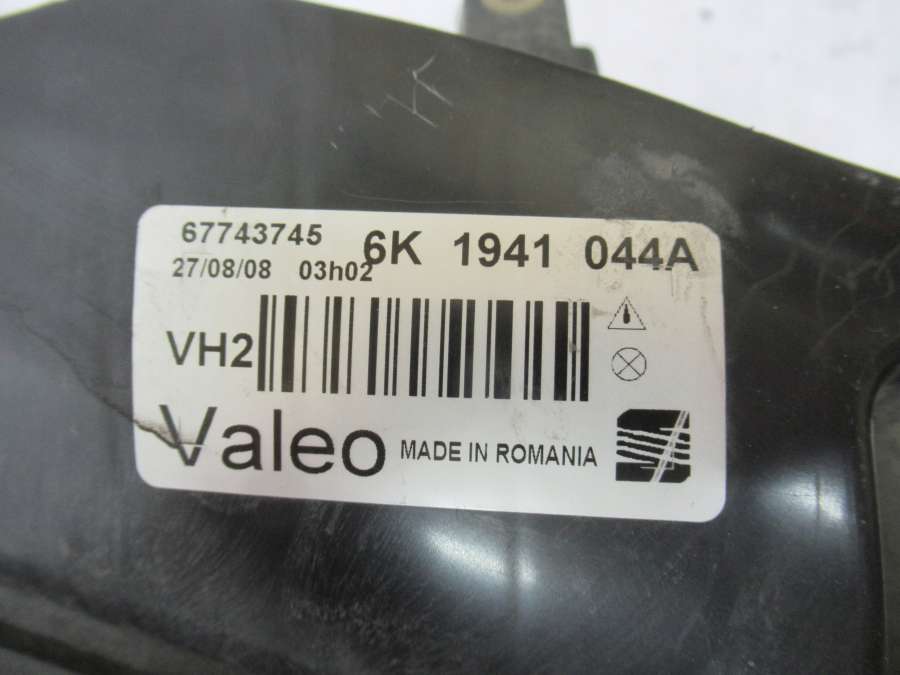 67743745 6K 1941 044A
27/08/08 03h02
VH2
Valeo MADE IN ROMANIA